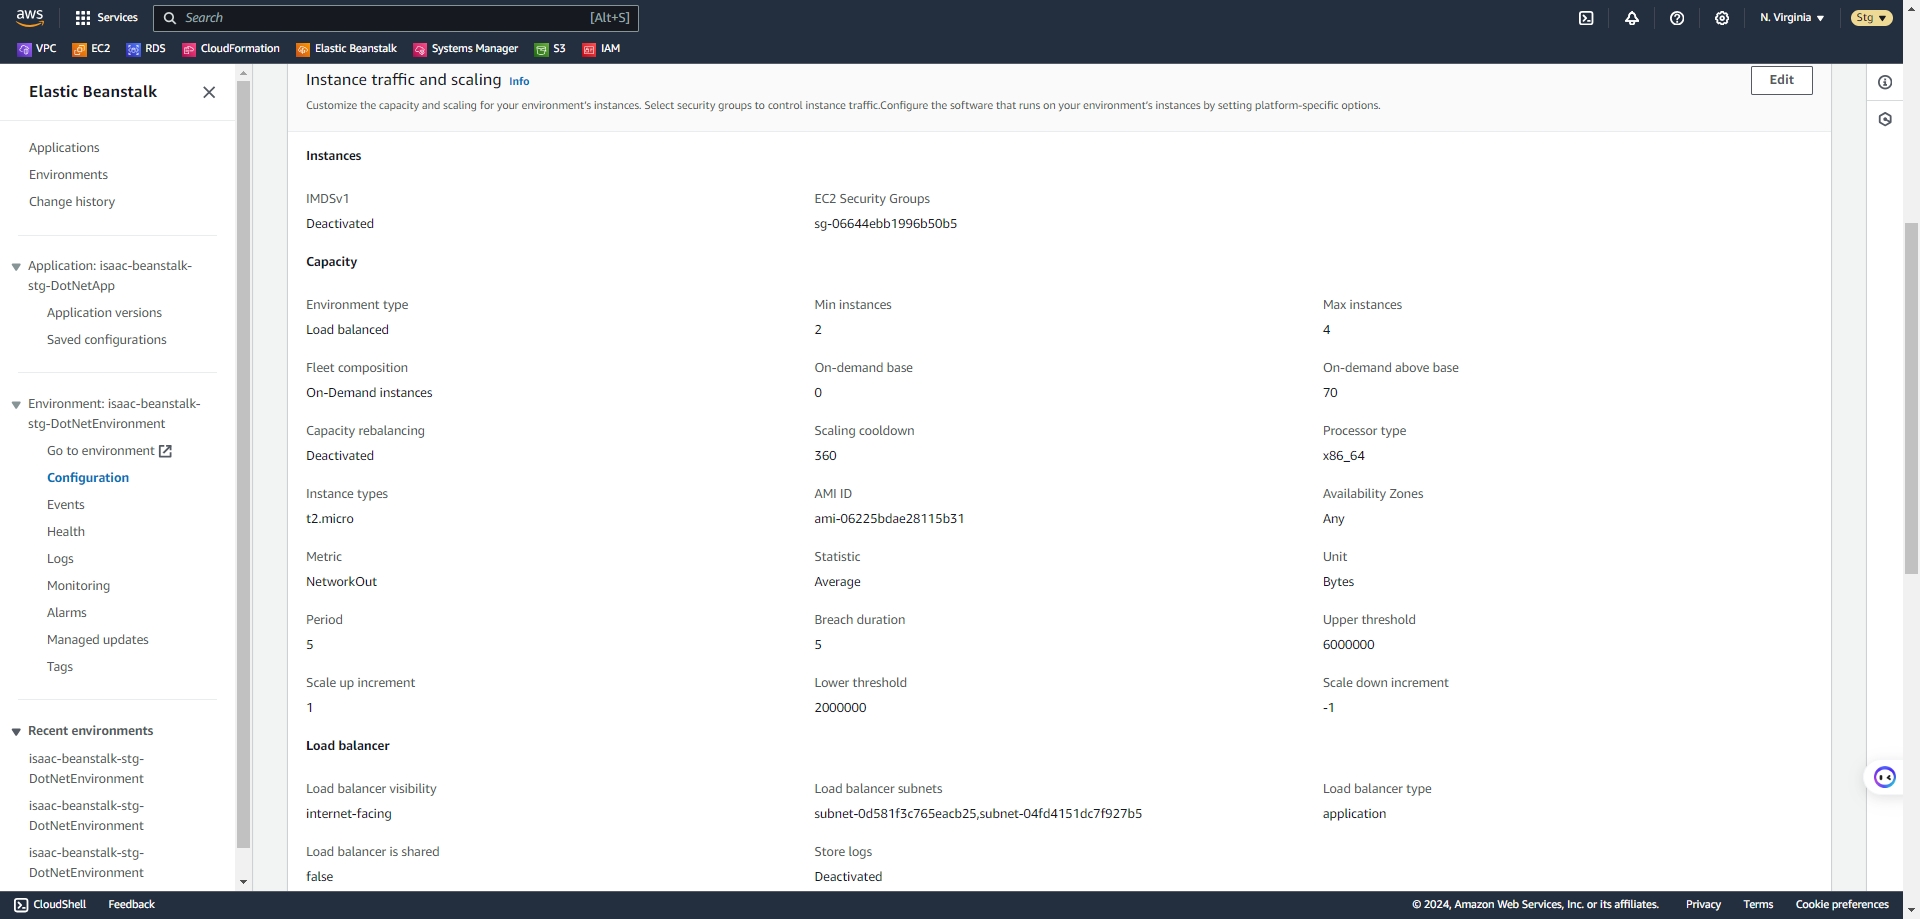 aws
Services
Search
[Alt+S]
N. Virginia
Stg
VPC
EC2
RDS
CloudFormation
Elastic Beanstalk
Systems Manager
S3
IAM
Elastic Beanstalk
Applications
Environments
Change history
Application: isaac-beanstalk-
stg-DotNetApp
Application versions
Saved configurations
Environment: isaac-beanstalk-
stg-DotNetEnvironment
Go to environment
Configuration
Events
Health
Logs
Monitoring
Alarms
Managed updates
Tags
Recent environments
isaac-beanstalk-stg-
DotNetEnvironment
isaac-beanstalk-stg-
DotNetEnvironment
isaac-beanstalk-stg-
DotNetEnvironment
Instance traffic and scaling Info
Edit
Customize the capacity and scaling for your environment's instances. Select security groups to control instance traffic.Configure the software that runs on your environment's instances by setting platform-specific options.
Instances
IMDSv1
Deactivated
EC2 Security Groups
sg-06644ebb1996b50b5
Capacity
Environment type
Load balanced
Min instances
2
Max instances
4
Fleet composition
On-Demand instances
On-demand base
0
On-demand above base
70
Capacity rebalancing
Deactivated
Scaling cooldown
360
Processor type
x86_64
Instance types
t2.micro
AMI ID
ami-06225bdae28115b31
Availability Zones
Any
Metric
NetworkOut
Statistic
Average
Unit
Bytes
Period
5
Breach duration
5
Upper threshold
6000000
Scale up increment
1
Lower threshold
2000000
Scale down increment
-1
Load balancer
Load balancer visibility
internet-facing
Load balancer subnets
subnet-0d581f3c765eacb25,subnet-04fd4151dc7f927b5
Load balancer type
application
Load balancer is shared
false
Store logs
Deactivated
CloudShell
Feedback
© 2024, Amazon Web Services, Inc. or its affiliates.
Privacy
Terms
Cookie preferences